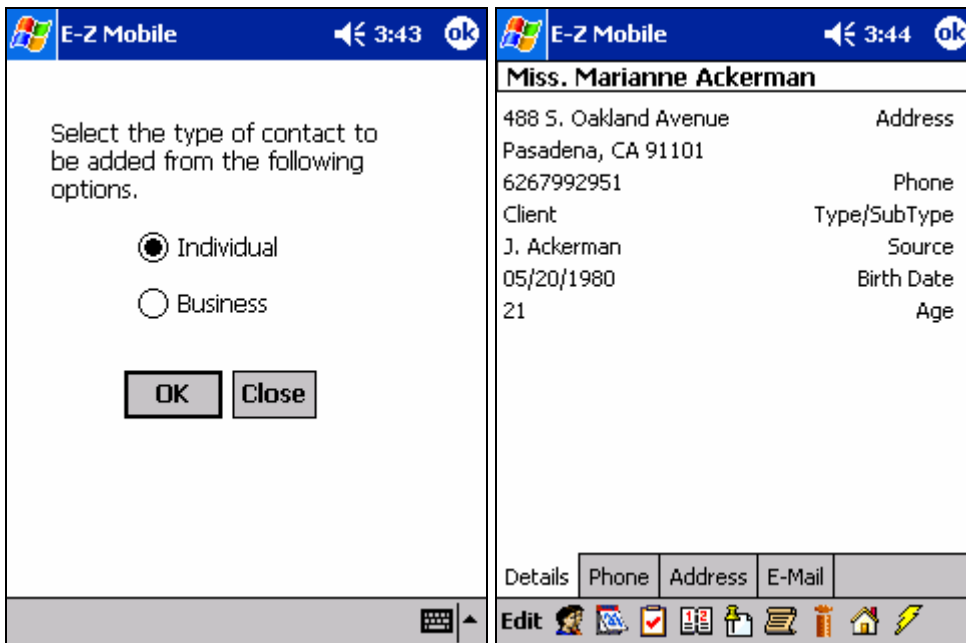 E-Z Mobile 3:43 ok
Select the type of contact to
be added from the following
options.
Individual
Business
OK Close
E-Z Mobile 3:44 ok
Miss. Marianne Ackerman
488 S. Oakland Avenue Address
Pasadena, CA 91101
6267992951 Phone
Client Type/SubType
J. Ackerman Source
05/20/1980 Birth Date
21 Age
Details Phone Address E-Mail
Edit